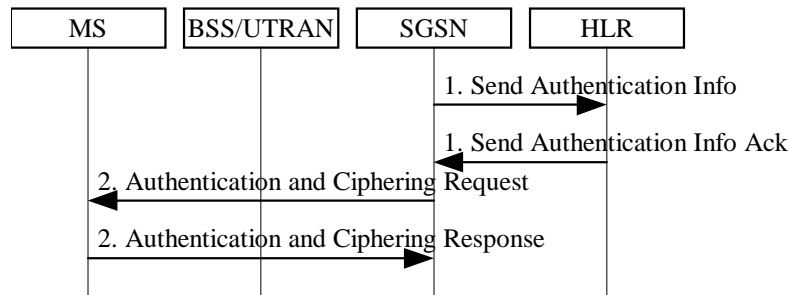 MS BSS/UTRAN SGSN HLR
1. Send Authentication Info
1. Send Authentication Info Ack
2. Authentication and Ciphering Request
2. Authentication and Ciphering Response